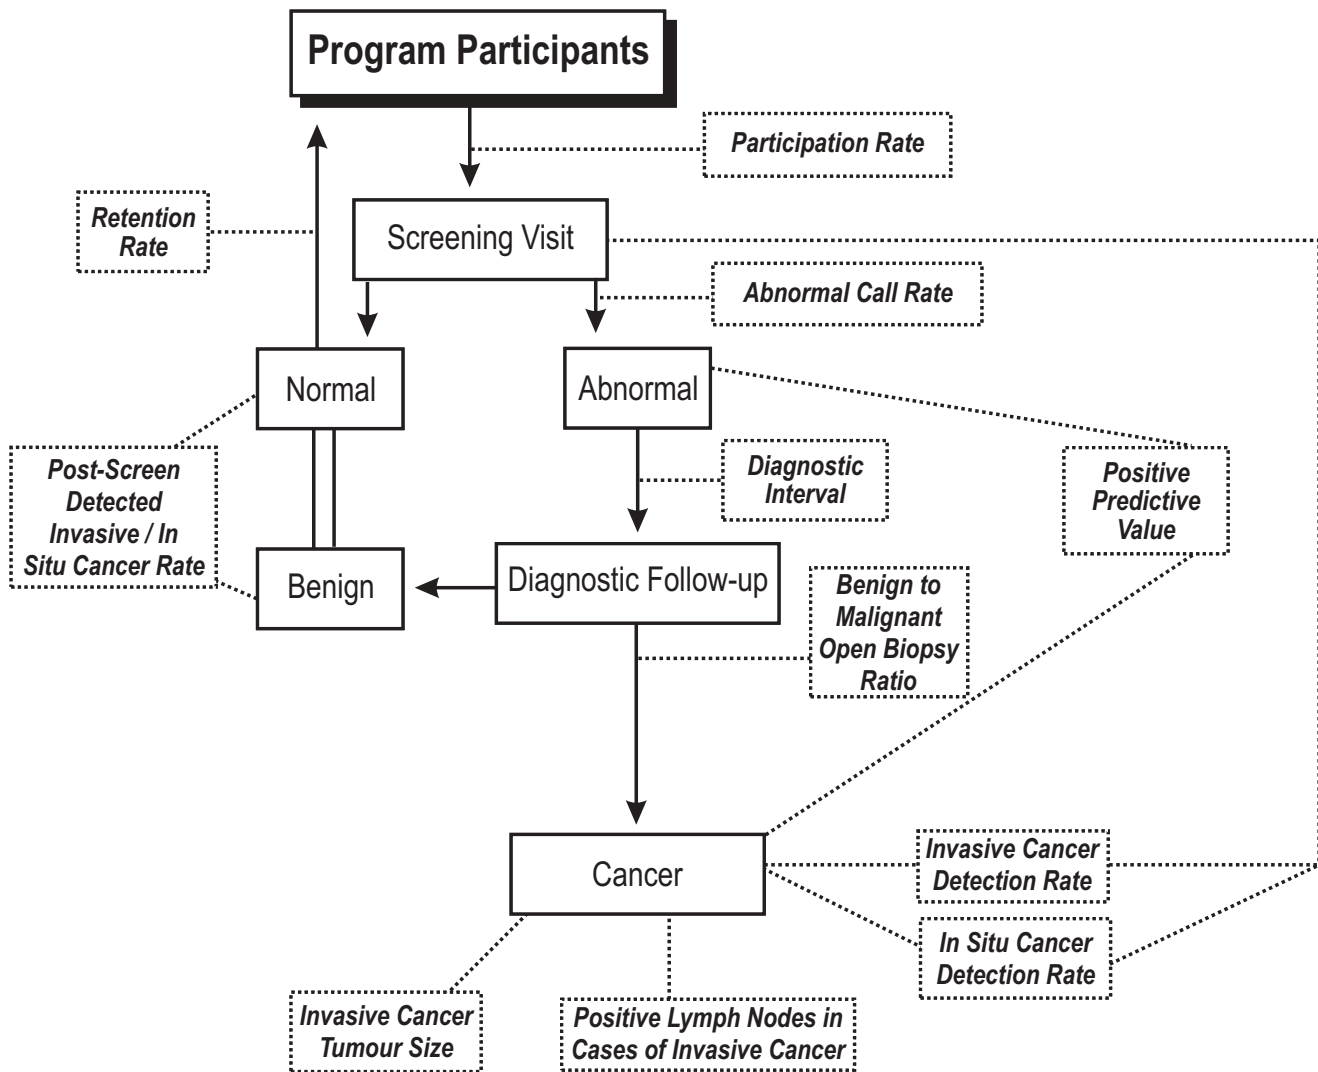 Program Participants
Participation Rate
Retention
Rate
Screening Visit
Abnormal Call Rate
Normal
Abnormal
Post-Screen
Detected
Invasive / In
Situ Cancer Rate
Diagnostic
Interval
Positive
Predictive
Value
Benign
Diagnostic Follow-up
Benign to
Malignant
Open Biopsy
Ratio
Cancer
Invasive Cancer
Detection Rate
In Situ Cancer
Detection Rate
Invasive Cancer
Tumour Size
Positive Lymph Nodes in
Cases of Invasive Cancer